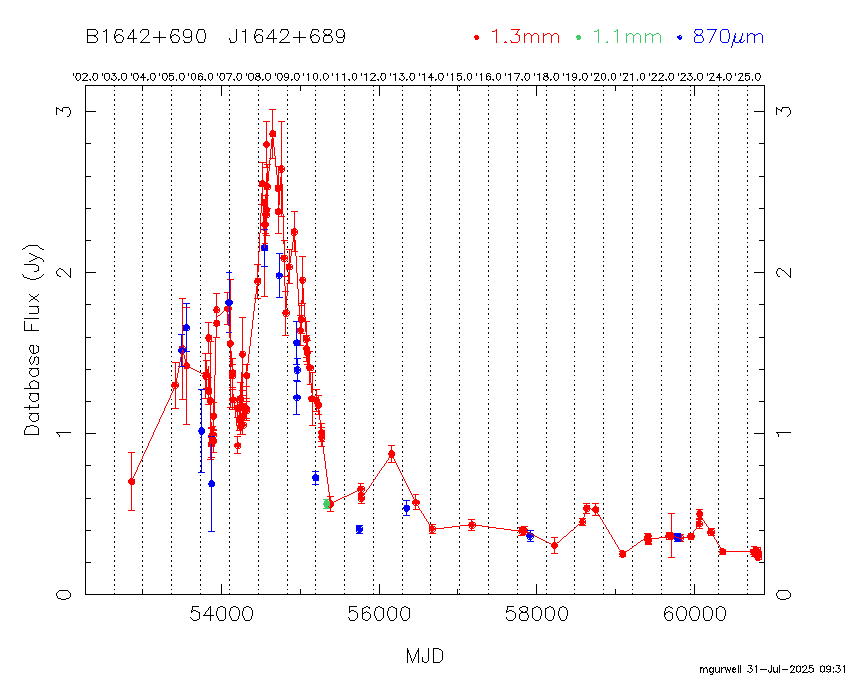 B1642+690 J1642+689 1.3mm 1.1mm 870μm
'02.0 '03.0 '04.0 '05.0 '06.0 '07.0 '08.0 '09.0 '10.0 '11.0 '12.0 '13.0 '14.0 '15.0 '16.0 '17.0 '18.0 '19.0 '20.0 '21.0 '22.0 '23.0 '24.0 '25.0
3 3
2 2
Database Flux (Jy)
1 1
0 0
54000 56000 58000 60000
MJD
mgurwell 31-Jul-2025 09:31